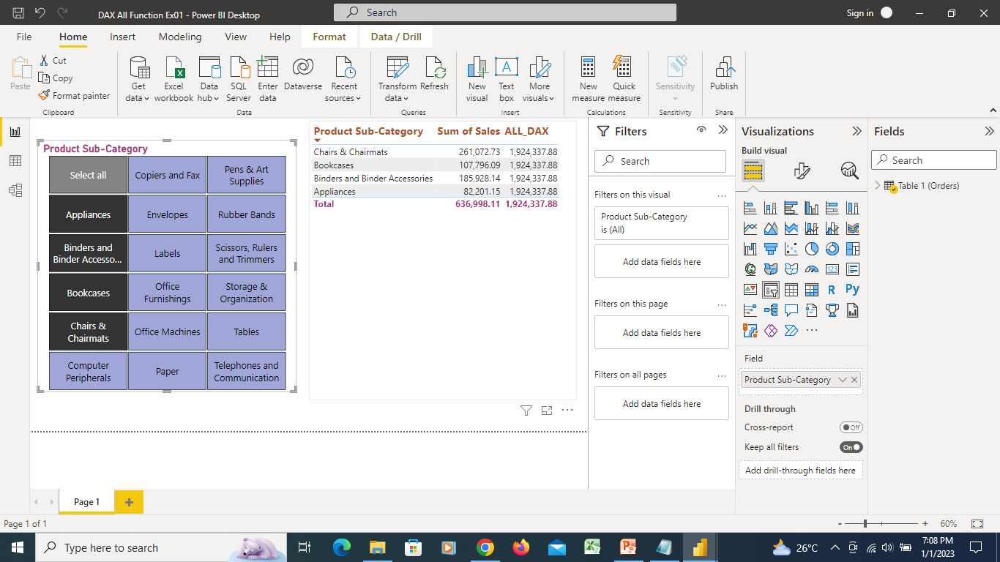 DAX All Function Ex01 - Power BI Desktop
Search
Sign in
File
Home
Insert
Modeling
View
Help
Format
Data / Drill
Paste
Cut
Copy
Format painter
Clipboard
Get
data
Excel
workbook
Data
hub
SQL
Server
Enter
data
Dataverse
Recent
sources
Data
Transform
data
Refresh
Queries
New
visual
Text
box
More
visuals
Insert
New
measure
Quick
measure
Calculations
Sensitivity
Sensitivity
Publish
Share
Product Sub-Category
Select all
Copiers and Fax
Pens & Art
Supplies
Appliances
Envelopes
Rubber Bands
Binders and
Binder Accesso...
Labels
Scissors, Rulers
and Trimmers
Bookcases
Office
Furnishings
Storage &
Organization
Chairs &
Chairmats
Office Machines
Tables
Computer
Peripherals
Paper
Telephones and
Communication
Product Sub-Category Sum of Sales ALL_DAX
Chairs & Chairmats 261,072.73 1,924,337.88
Bookcases 107,796.09 1,924,337.88
Binders and Binder Accessories 185,928.14 1,924,337.88
Appliances 82,201.15 1,924,337.88
Total 636,998.11 1,924,337.88
Filters
Search
Filters on this visual
Product Sub-Category
is (All)
Add data fields here
Filters on this page
Add data fields here
Filters on all pages
Add data fields here
Visualizations
Build visual
123
R
Py
Field
Product Sub-Category
Drill through
Cross-report
Off
Keep all filters
On
Add drill-through fields here
Fields
Search
Table 1 (Orders)
Page 1
Page 1 of 1
60%
Type here to search
26°C
7:08 PM
1/1/2023